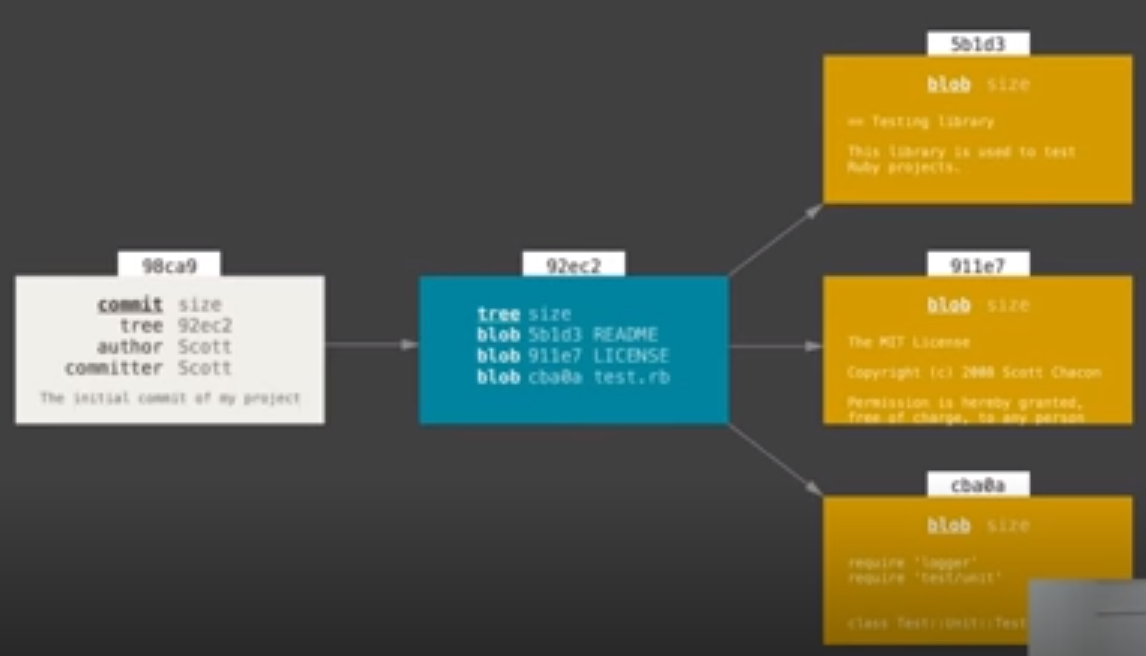 98ca9
commit size
tree 92ec2
author Scott
committer Scott
The initial commit of my project
92ec2
tree size
blob 5b1d3 README
blob 911e7 LICENSE
blob cba0a test.rb
5b1d3
blob size
== Testing library
This library is used to test
Ruby projects.
911e7
blob size
The MIT License
Copyright (c) 2008 Scott Chacon
Permission is hereby granted,
free of charge, to any person
cba0a
blob size
require 'logger'
require 'test/unit'
class Test::Unit::Test